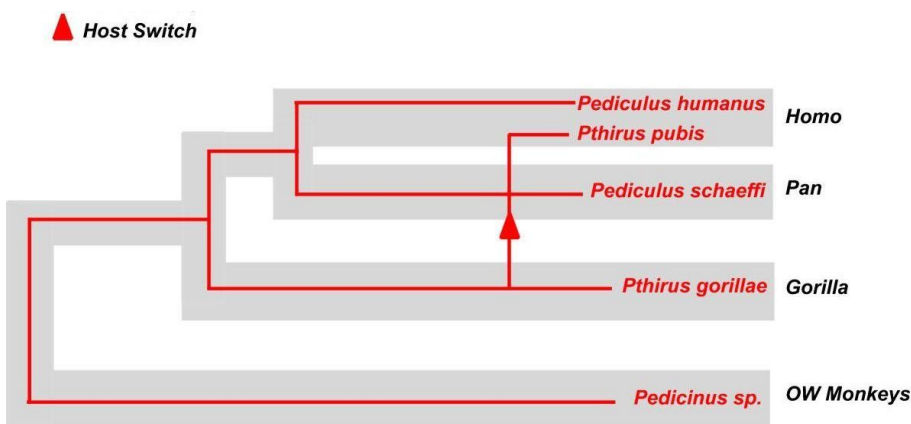 Host Switch
Pediculus humanus
Homo
Pthirus pubis
Pediculus schaeffi
Pan
Pthirus gorillae
Gorilla
Pedicinus sp.
OW Monkeys